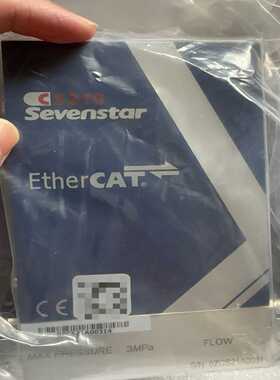 Sevenstar
EtherCAT
CE
MAX PRESSURE 3MPa
FLOW
S/N